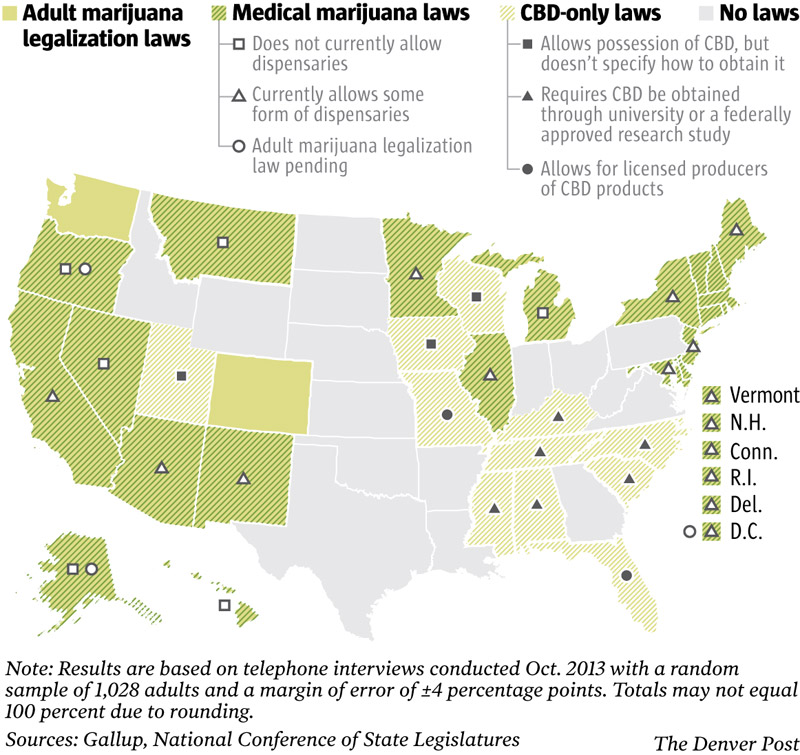 Adult marijuana
legalization laws
Medical marijuana laws
Does not currently allow
dispensaries
Currently allows some
form of dispensaries
Adult marijuana legalization
law pending
CBD-only laws
Allows possession of CBD, but
doesn’t specify how to obtain it
Requires CBD be obtained
through university or a federally
approved research study
Allows for licensed producers
of CBD products
No laws
Vermont
N.H.
Conn.
R.I.
Del.
D.C.
Note: Results are based on telephone interviews conducted Oct. 2013 with a random
sample of 1,028 adults and a margin of error of ±4 percentage points. Totals may not equal
100 percent due to rounding.
Sources: Gallup, National Conference of State Legislatures
The Denver Post